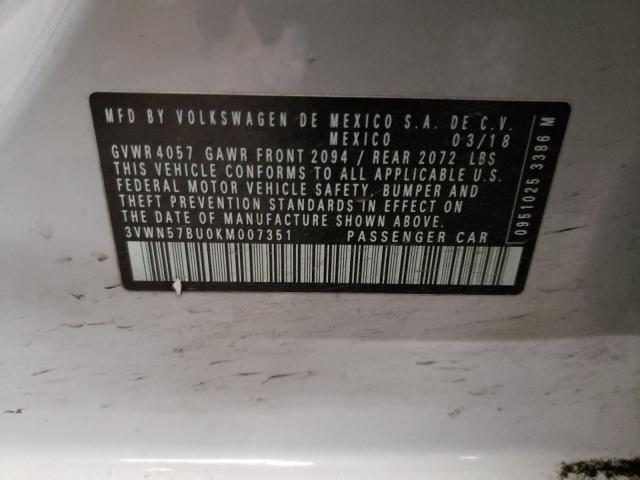 MFD BY VOLKSWAGEN DE MEXICO S.A. DE C.V.
MEXICO 03/18
GVWR 4057 GAWR FRONT 2094 / REAR 2072 LBS
THIS VEHICLE CONFORMS TO ALL APPLICABLE U.S.
FEDERAL MOTOR VEHICLE SAFETY, BUMPER AND
THEFT PREVENTION STANDARDS IN EFFECT ON
THE DATE OF MANUFACTURE SHOWN ABOVE.
3VWN57BU0KM007351 PASSENGER CAR
0951025 3386 M